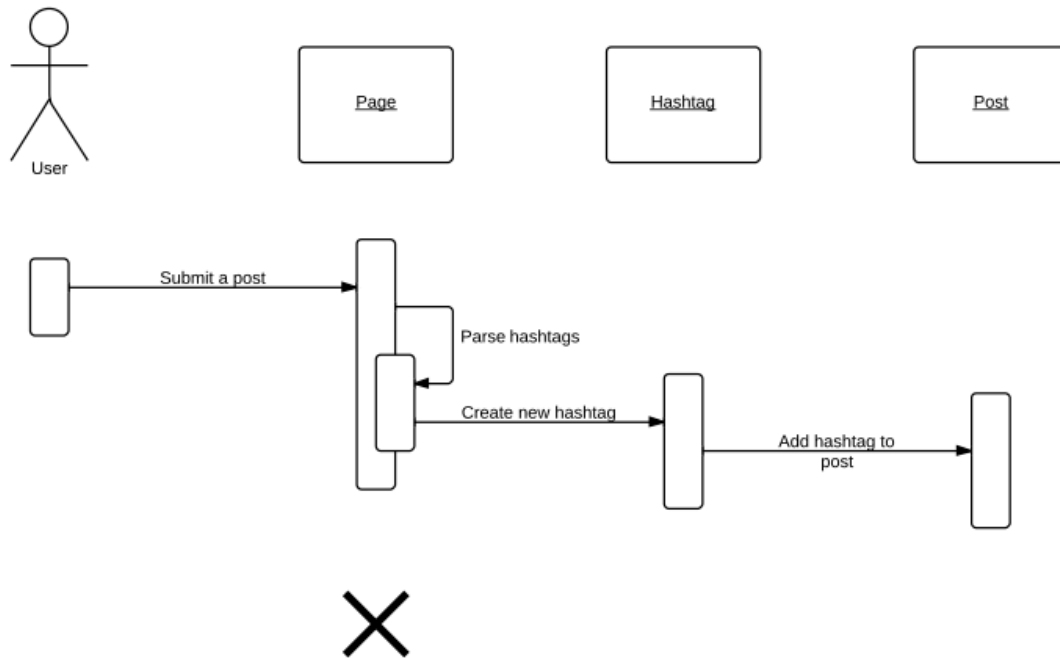 Page
Hashtag
Post
User
Submit a post
Parse hashtags
Create new hashtag
Add hashtag to
post